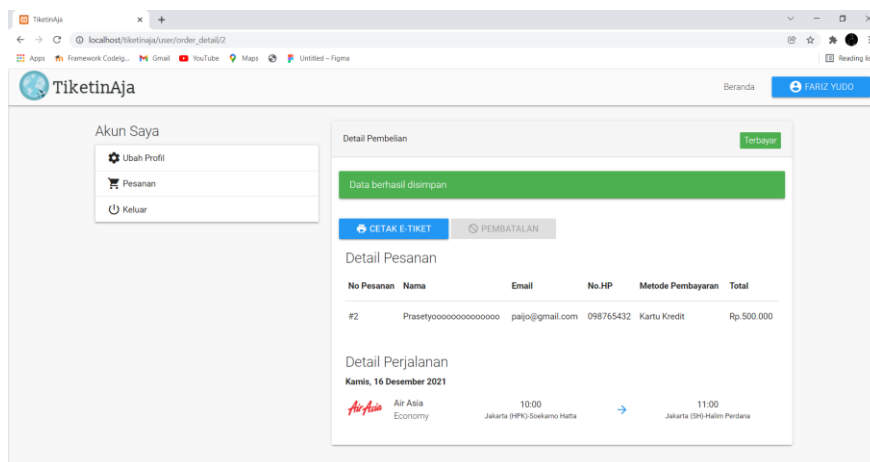 TiketinAja
localhost/tiketinaja/user/order_detail/2
Apps Framework CodeIg... Gmail YouTube Maps Untitled – Figma Reading
TiketinAja
Beranda FARIZ YUDO
Akun Saya
Ubah Profil
Pesanan
Keluar
Detail Pembelian Terbayar
Data berhasil disimpan
CETAK E-TIKET PEMBATALAN
Detail Pesanan
No Pesanan Nama Email No.HP Metode Pembayaran Total
#2 Prasetyoooooooooooooo paijo@gmail.com 098765432 Kartu Kredit Rp.500.000
Detail Perjalanan
Kamis, 16 Desember 2021
AirAsia Air Asia 10:00 11:00
Economy Jakarta (HPK)-Soekarno Hatta Jakarta (SH)-Halim Perdana